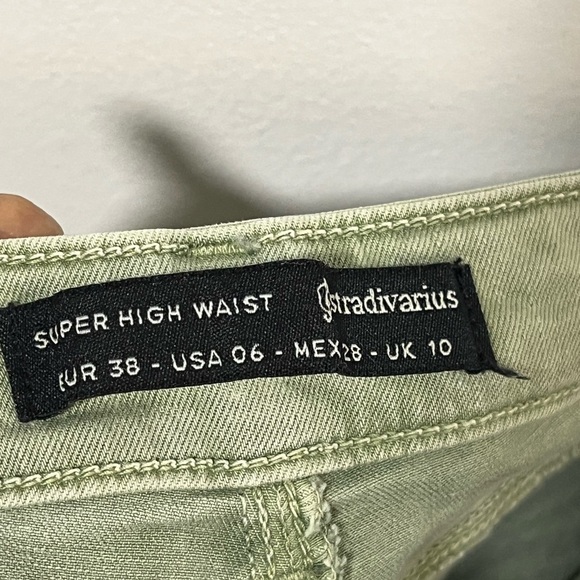 SUPER HIGH WAIST stradivarius
EUR 38 - USA 06 - MEX 28 - UK 10